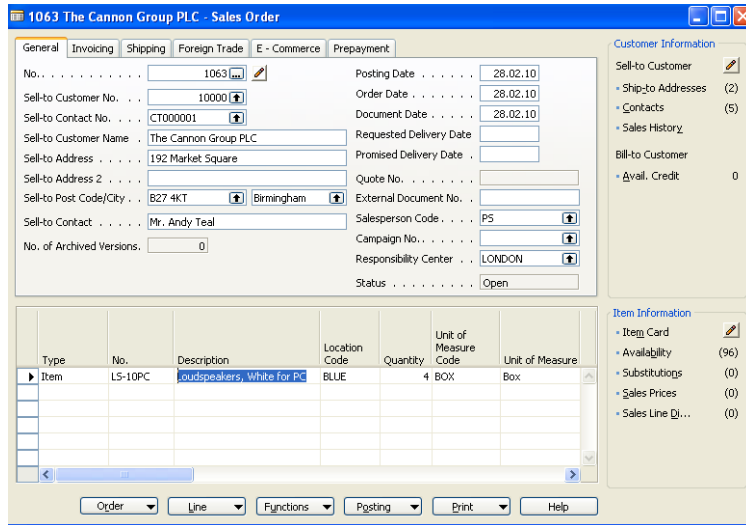 1063 The Cannon Group PLC - Sales Order
General Invoicing Shipping Foreign Trade E - Commerce Prepayment
No. . . . . . . . . . . . 1063
Sell-to Customer No. . . . 10000
Sell-to Contact No. . . . . CT000001
Sell-to Customer Name . The Cannon Group PLC
Sell-to Address . . . . . 192 Market Square
Sell-to Address 2 . . . .
Sell-to Post Code/City . . B27 4KT Birmingham
Sell-to Contact . . . . . Mr. Andy Teal
No. of Archived Versions. 0
Posting Date . . . . . . 28.02.10
Order Date . . . . . . . 28.02.10
Document Date . . . . . 28.02.10
Requested Delivery Date
Promised Delivery Date .
Quote No. . . . . . . . .
External Document No. . .
Salesperson Code . . . . PS
Campaign No. . . . . . .
Responsibility Center . . LONDON
Status . . . . . . . . . Open
Customer Information
Sell-to Customer
Ship-to Addresses (2)
Contacts (5)
Sales History
Bill-to Customer
Avail. Credit 0
Type No. Description Location Code Quantity Unit of Measure Code Unit of Measure
Item LS-10PC Loudspeakers, White for PC BLUE 4 BOX Box
Item Information
Item Card
Availability (96)
Substitutions (0)
Sales Prices (0)
Sales Line Di... (0)
Order Line Functions Posting Print Help